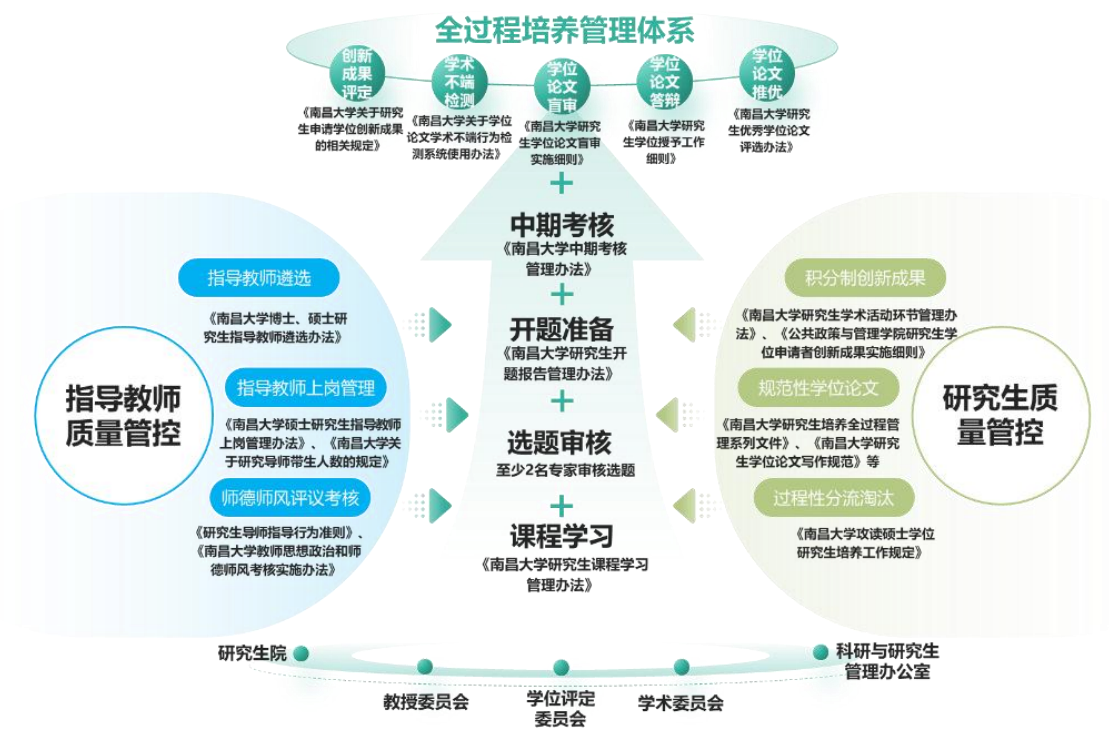 全过程培养管理体系
创新
成果
评定
学术
不端
检测
学位
论文
盲审
学位
论文
答辩
学位
论文
推优
《南昌大学关于研究
生申请学位创新成果
的相关规定》
《南昌大学关于学位
论文学术不端行为检
测系统使用办法》
《南昌大学研究
生学位论文盲审
实施细则》
《南昌大学研究
生学位授予工作
细则》
《南昌大学研究
生优秀学位论文
评选办法》
+
中期考核
《南昌大学中期考核
管理办法》
+
开题准备
《南昌大学研究生开
题报告管理办法》
+
选题审核
至少2名专家审核选题
+
课程学习
《南昌大学研究生课程学习
管理办法》
指导教师
质量管控
指导教师遴选
《南昌大学博士、硕士研
究生指导教师遴选办法》
指导教师上岗管理
《南昌大学硕士研究生指导教师
上岗管理办法》、《南昌大学关
于研究导师带生人数的规定》
师德师风评议考核
《研究生导师指导行为准则》、
《南昌大学教师思想政治和师
德师风考核实施办法》
积分制创新成果
《南昌大学研究生学术活动环节管理办
法》、《公共政策与管理学院研究生学
位申请者创新成果实施细则》
规范性学位论文
《南昌大学研究生培养全过程管
理系列文件》、《南昌大学研究
生学位论文写作规范》等
过程性分流淘汰
《南昌大学攻读硕士学位
研究生培养工作规定》
研究生质
量管控
研究生院
教授委员会
学位评定
委员会
学术委员会
科研与研究生
管理办公室